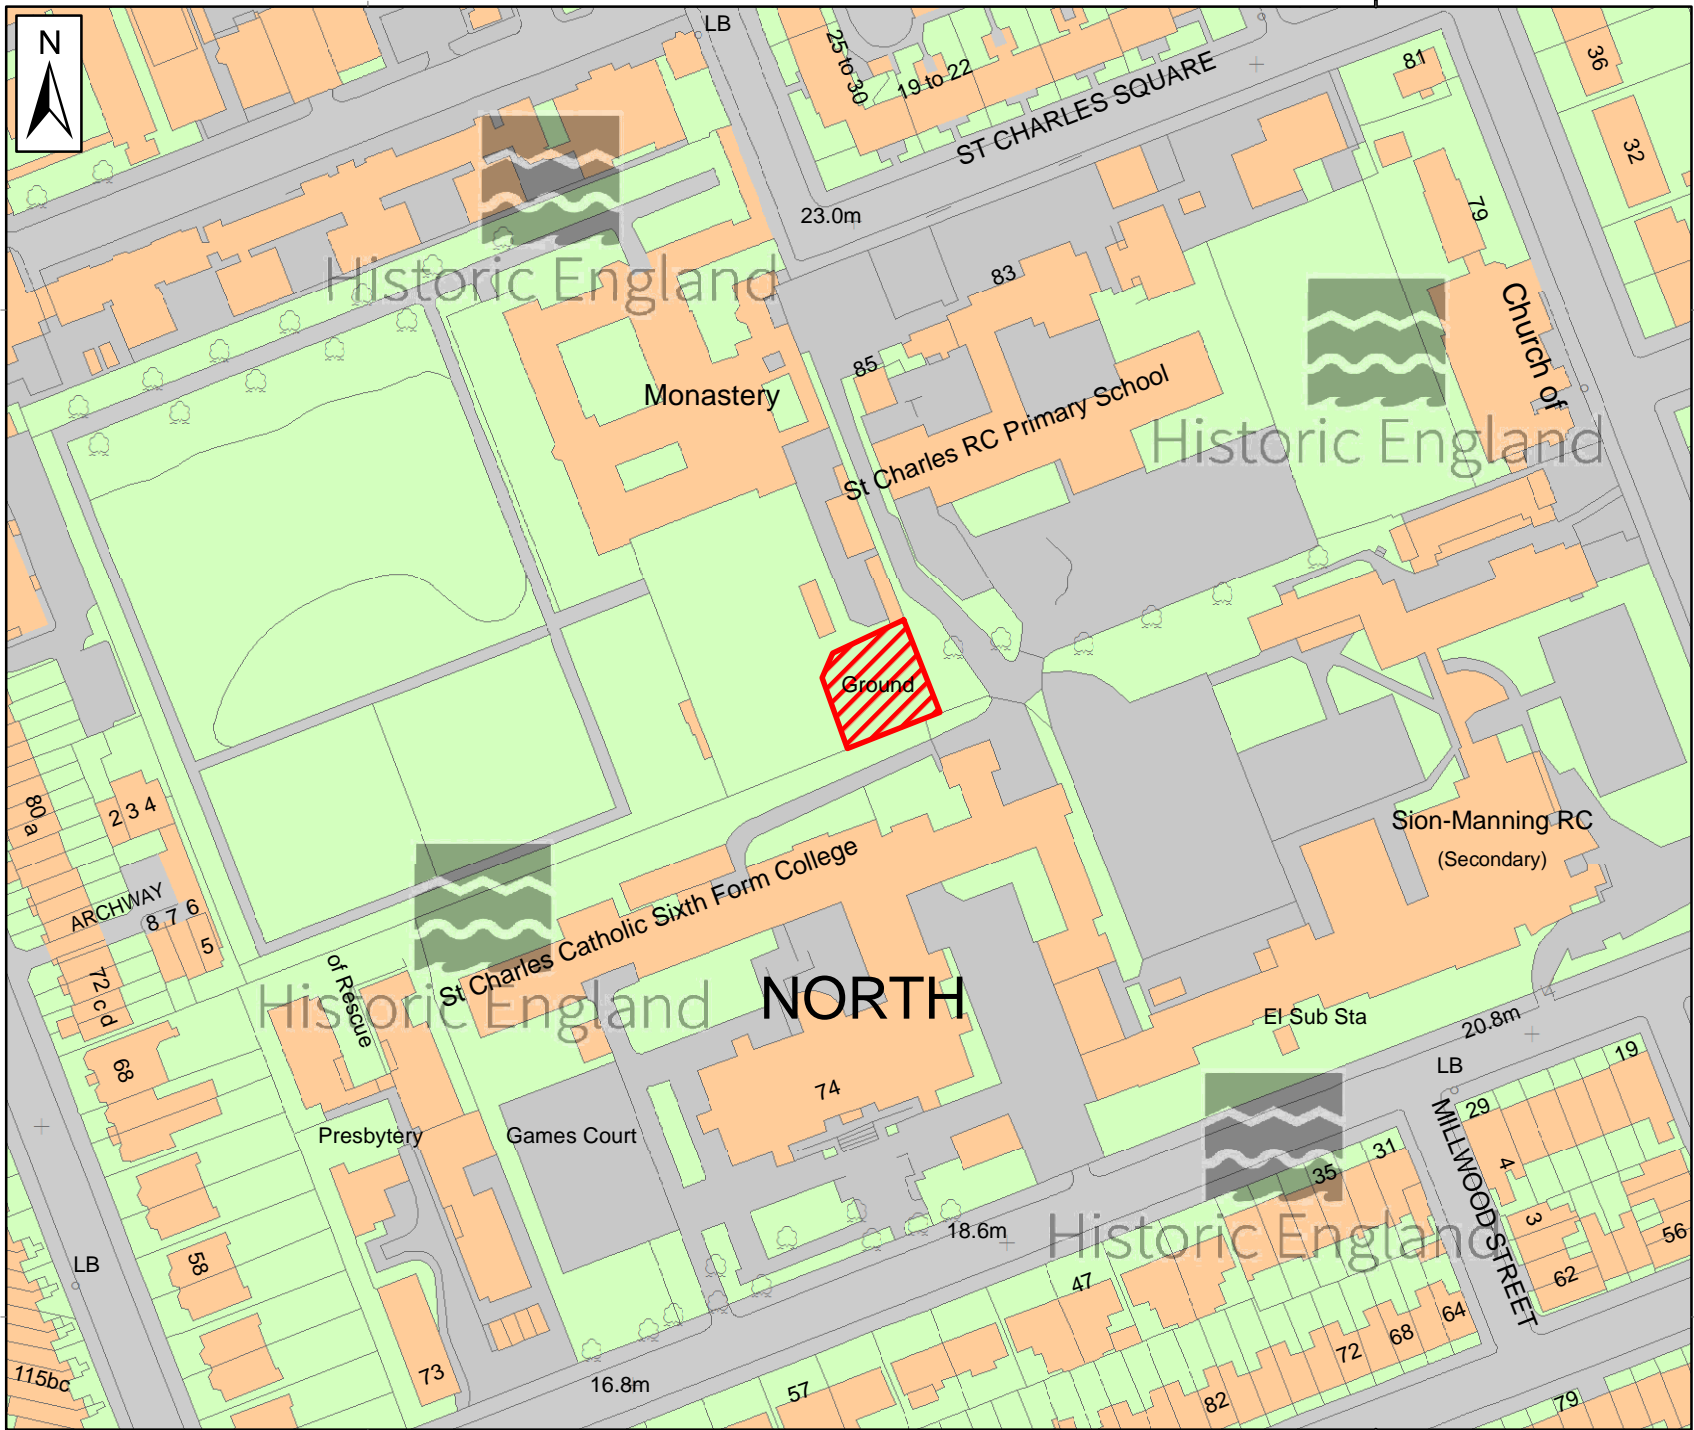 N
LB
25 to 30
19 to 22
ST CHARLES SQUARE
81
36
32
79
23.0m
83
Historic England
Historic England
Church of
85
Monastery
St Charles RC Primary School
Ground
80a
2 3 4
ARCHWAY
8 7 6
5
72 c d
Sion-Manning RC
(Secondary)
St Charles Catholic Sixth Form College
of Rescue
Historic England
NORTH
El Sub Sta
20.8m
LB
19
29
68
74
Presbytery
Games Court
MILLWOOD STREET
4
31
35
3
56
18.6m
Historic England
LB
58
47
62
64
68
72
73
115bc
16.8m
57
82
79